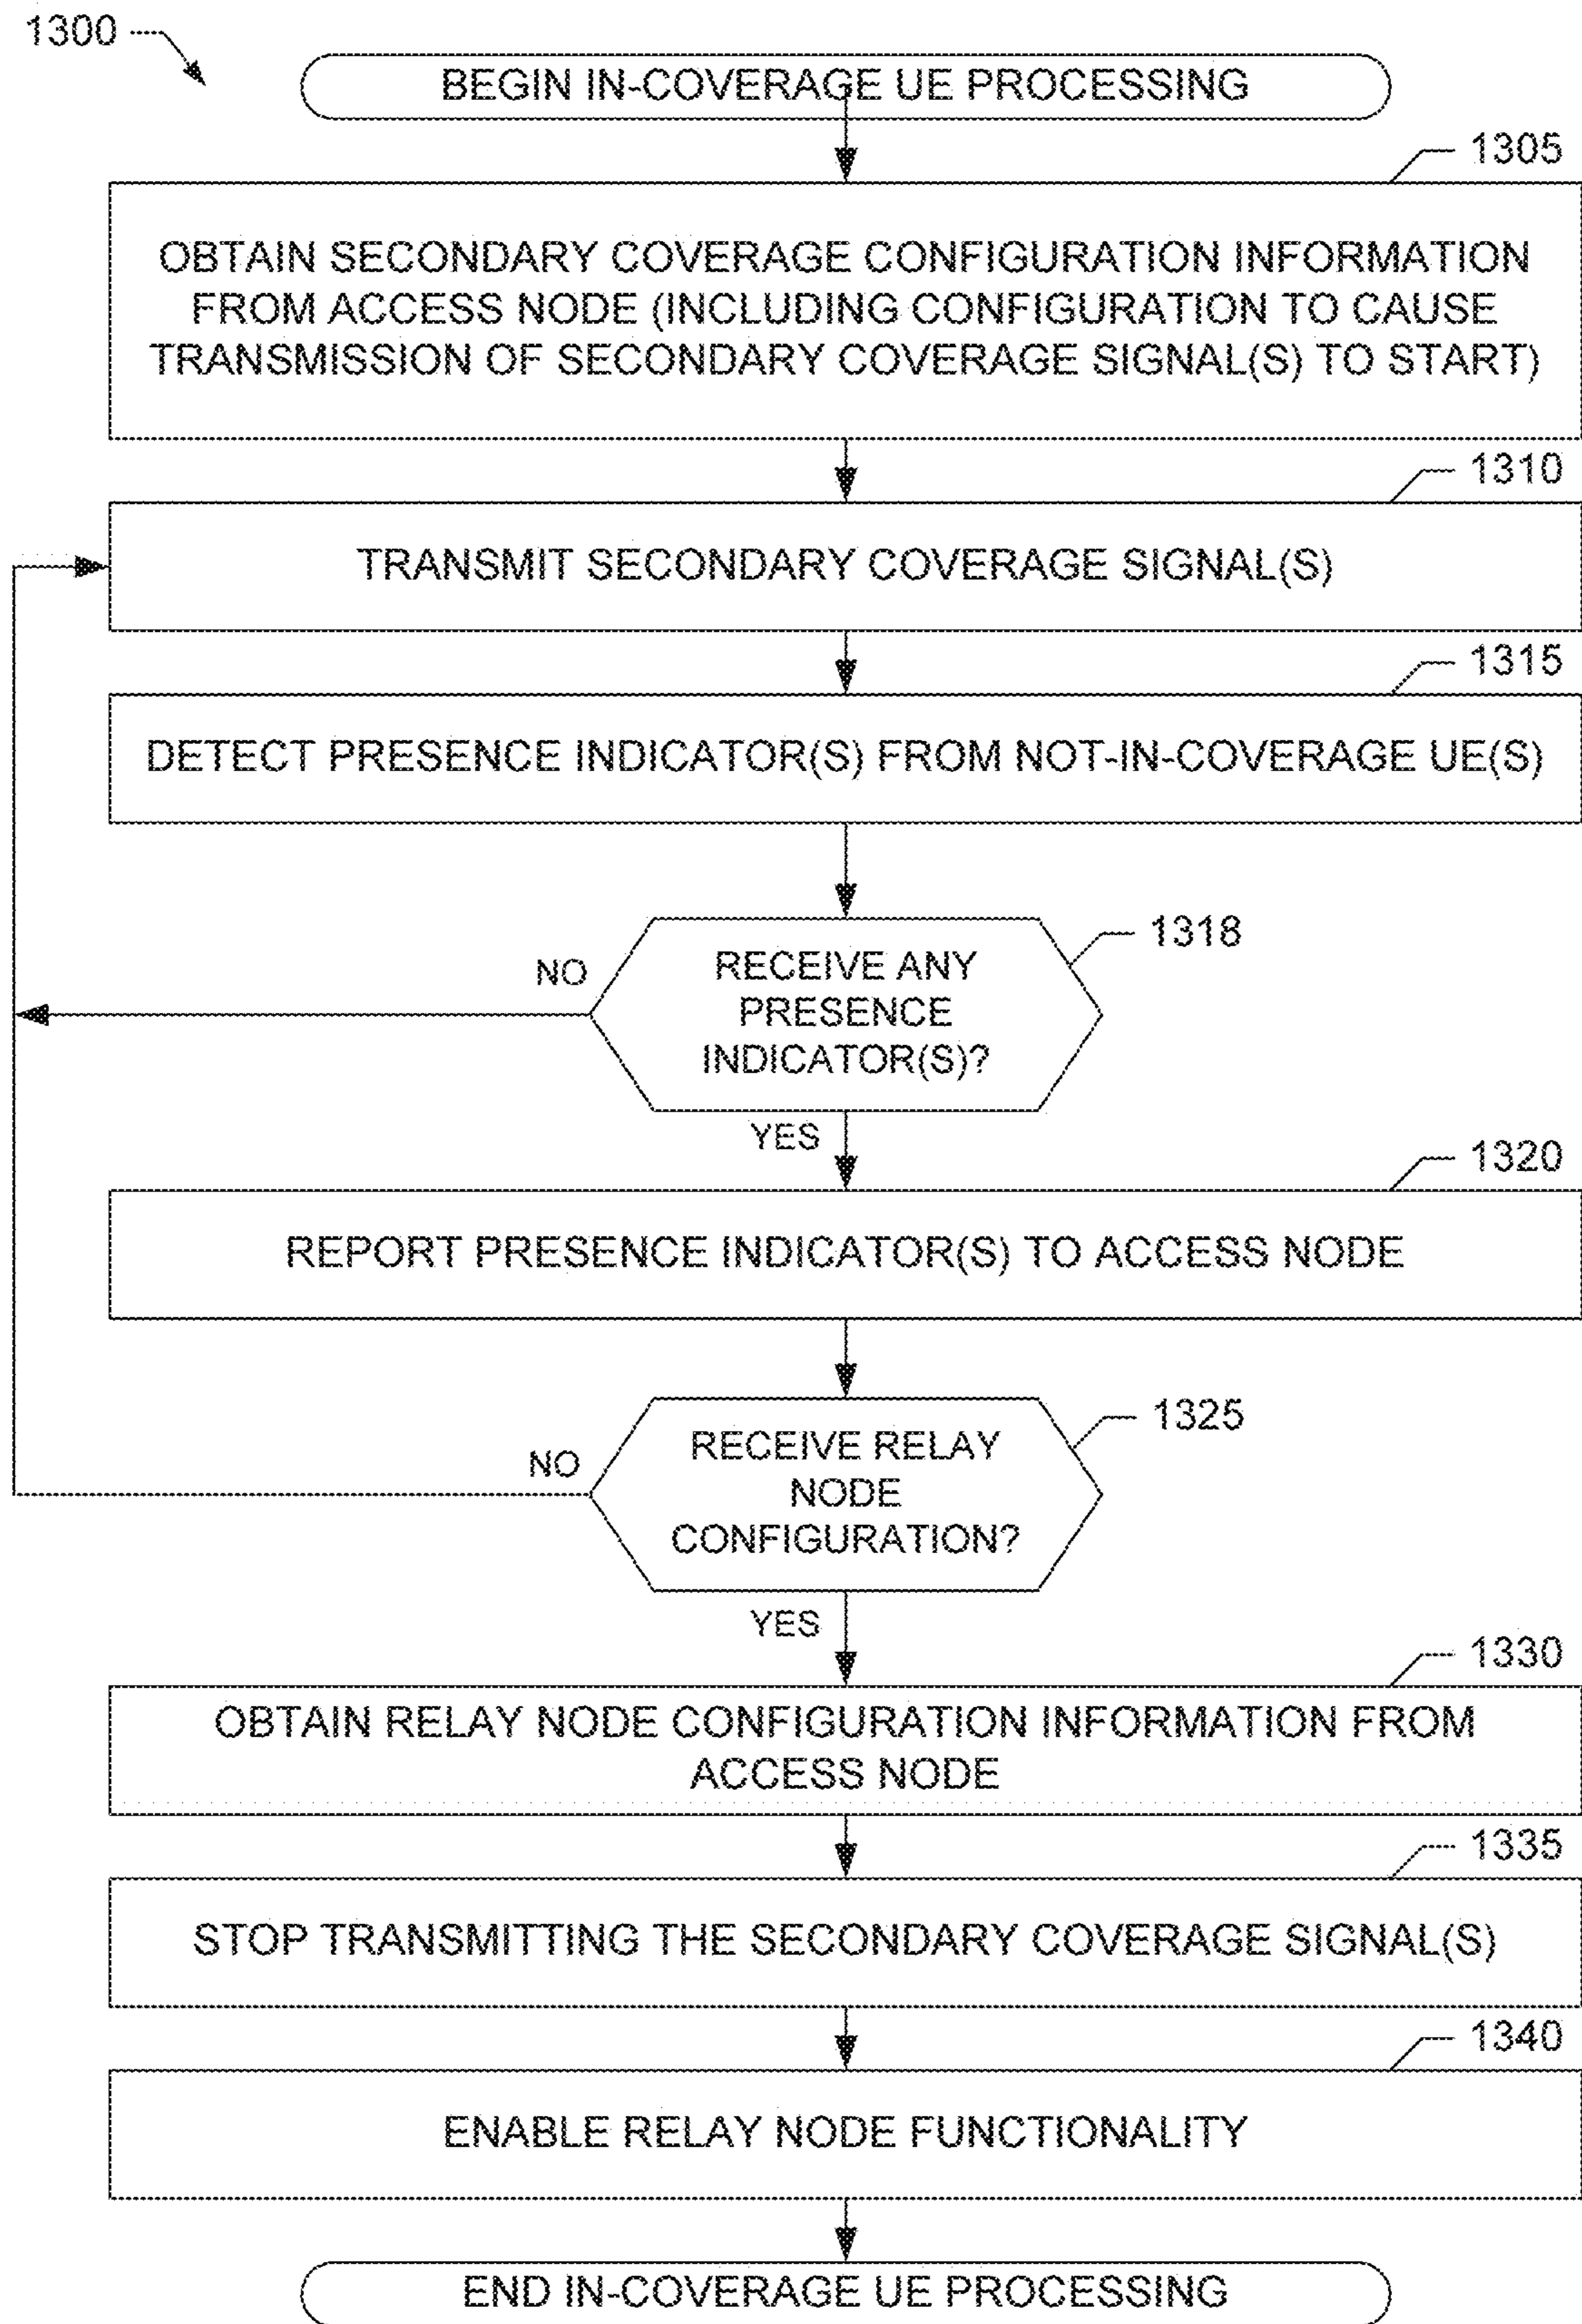 1300
BEGIN IN-COVERAGE UE PROCESSING
1305
OBTAIN SECONDARY COVERAGE CONFIGURATION INFORMATION
FROM ACCESS NODE (INCLUDING CONFIGURATION TO CAUSE
TRANSMISSION OF SECONDARY COVERAGE SIGNAL(S) TO START)
1310
TRANSMIT SECONDARY COVERAGE SIGNAL(S)
1315
DETECT PRESENCE INDICATOR(S) FROM NOT-IN-COVERAGE UE(S)
1318
NO
RECEIVE ANY
PRESENCE
INDICATOR(S)?
YES
1320
REPORT PRESENCE INDICATOR(S) TO ACCESS NODE
1325
NO
RECEIVE RELAY
NODE
CONFIGURATION?
YES
1330
OBTAIN RELAY NODE CONFIGURATION INFORMATION FROM
ACCESS NODE
1335
STOP TRANSMITTING THE SECONDARY COVERAGE SIGNAL(S)
1340
ENABLE RELAY NODE FUNCTIONALITY
END IN-COVERAGE UE PROCESSING